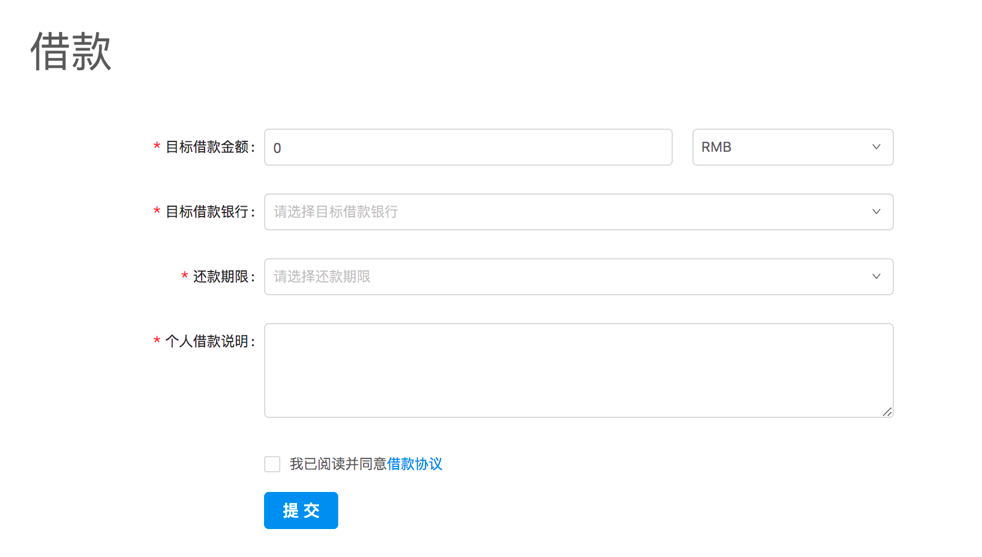 借款
* 目标借款金额: 0 RMB
* 目标借款银行: 请选择目标借款银行
* 还款期限: 请选择还款期限
* 个人借款说明:
我已阅读并同意借款协议
提 交